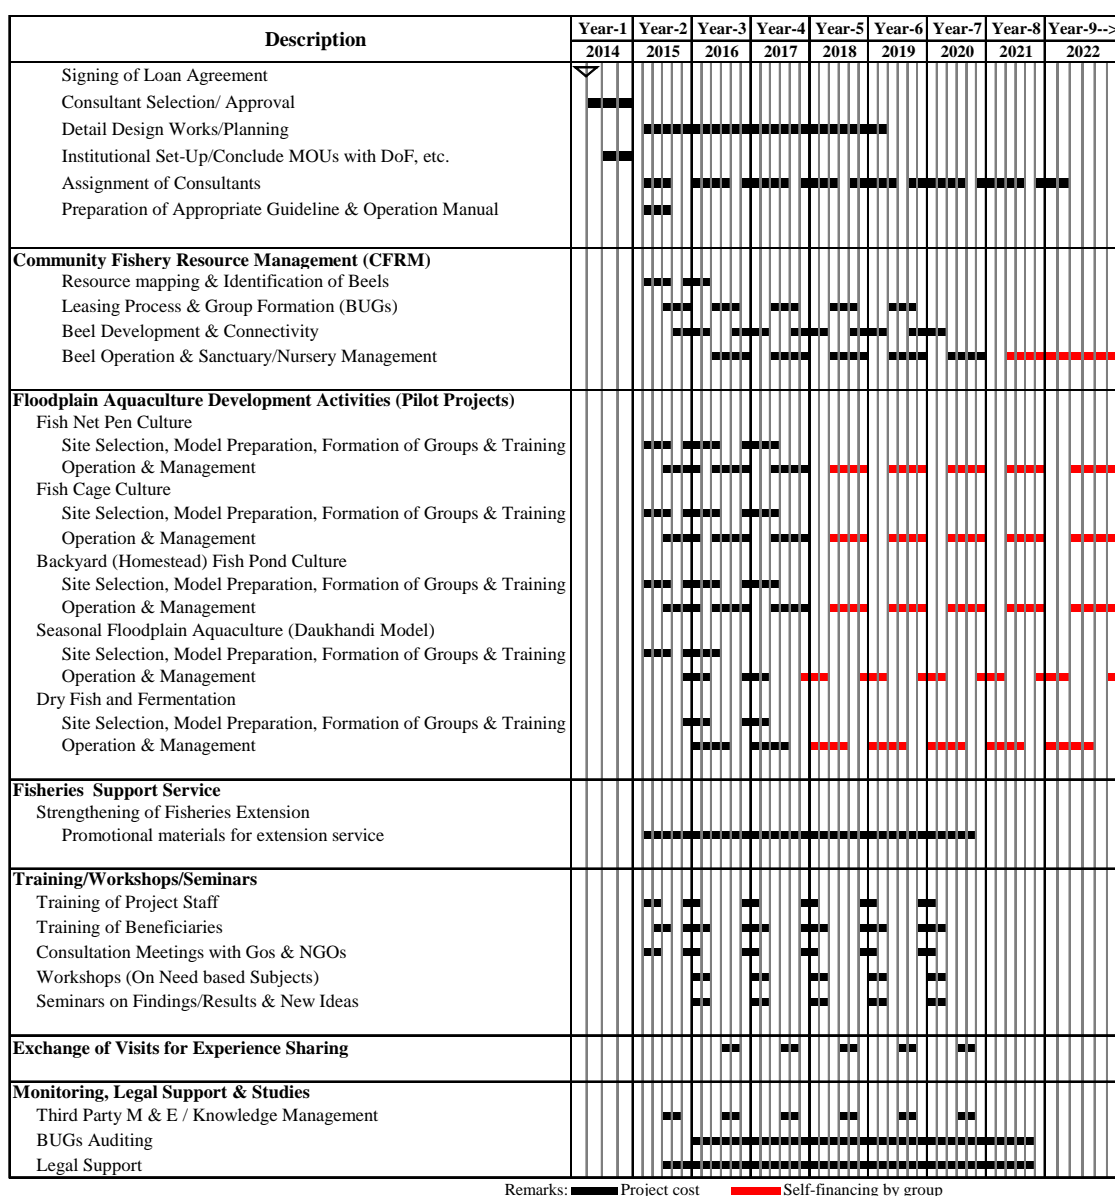 Description
Year-1 Year-2 Year-3 Year-4 Year-5 Year-6 Year-7 Year-8 Year-9-->
2014 2015 2016 2017 2018 2019 2020 2021 2022
Signing of Loan Agreement
Consultant Selection/ Approval
Detail Design Works/Planning
Institutional Set-Up/Conclude MOUs with DoF, etc.
Assignment of Consultants
Preparation of Appropriate Guideline & Operation Manual
Community Fishery Resource Management (CFRM)
Resource mapping & Identification of Beels
Leasing Process & Group Formation (BUGs)
Beel Development & Connectivity
Beel Operation & Sanctuary/Nursery Management
Floodplain Aquaculture Development Activities (Pilot Projects)
Fish Net Pen Culture
Site Selection, Model Preparation, Formation of Groups & Training
Operation & Management
Fish Cage Culture
Site Selection, Model Preparation, Formation of Groups & Training
Operation & Management
Backyard (Homestead) Fish Pond Culture
Site Selection, Model Preparation, Formation of Groups & Training
Operation & Management
Seasonal Floodplain Aquaculture (Daukhandi Model)
Site Selection, Model Preparation, Formation of Groups & Training
Operation & Management
Dry Fish and Fermentation
Site Selection, Model Preparation, Formation of Groups & Training
Operation & Management
Fisheries Support Service
Strengthening of Fisheries Extension
Promotional materials for extension service
Training/Workshops/Seminars
Training of Project Staff
Training of Beneficiaries
Consultation Meetings with Gos & NGOs
Workshops (On Need based Subjects)
Seminars on Findings/Results & New Ideas
Exchange of Visits for Experience Sharing
Monitoring, Legal Support & Studies
Third Party M & E / Knowledge Management
BUGs Auditing
Legal Support
Remarks: Project cost Self-financing by group